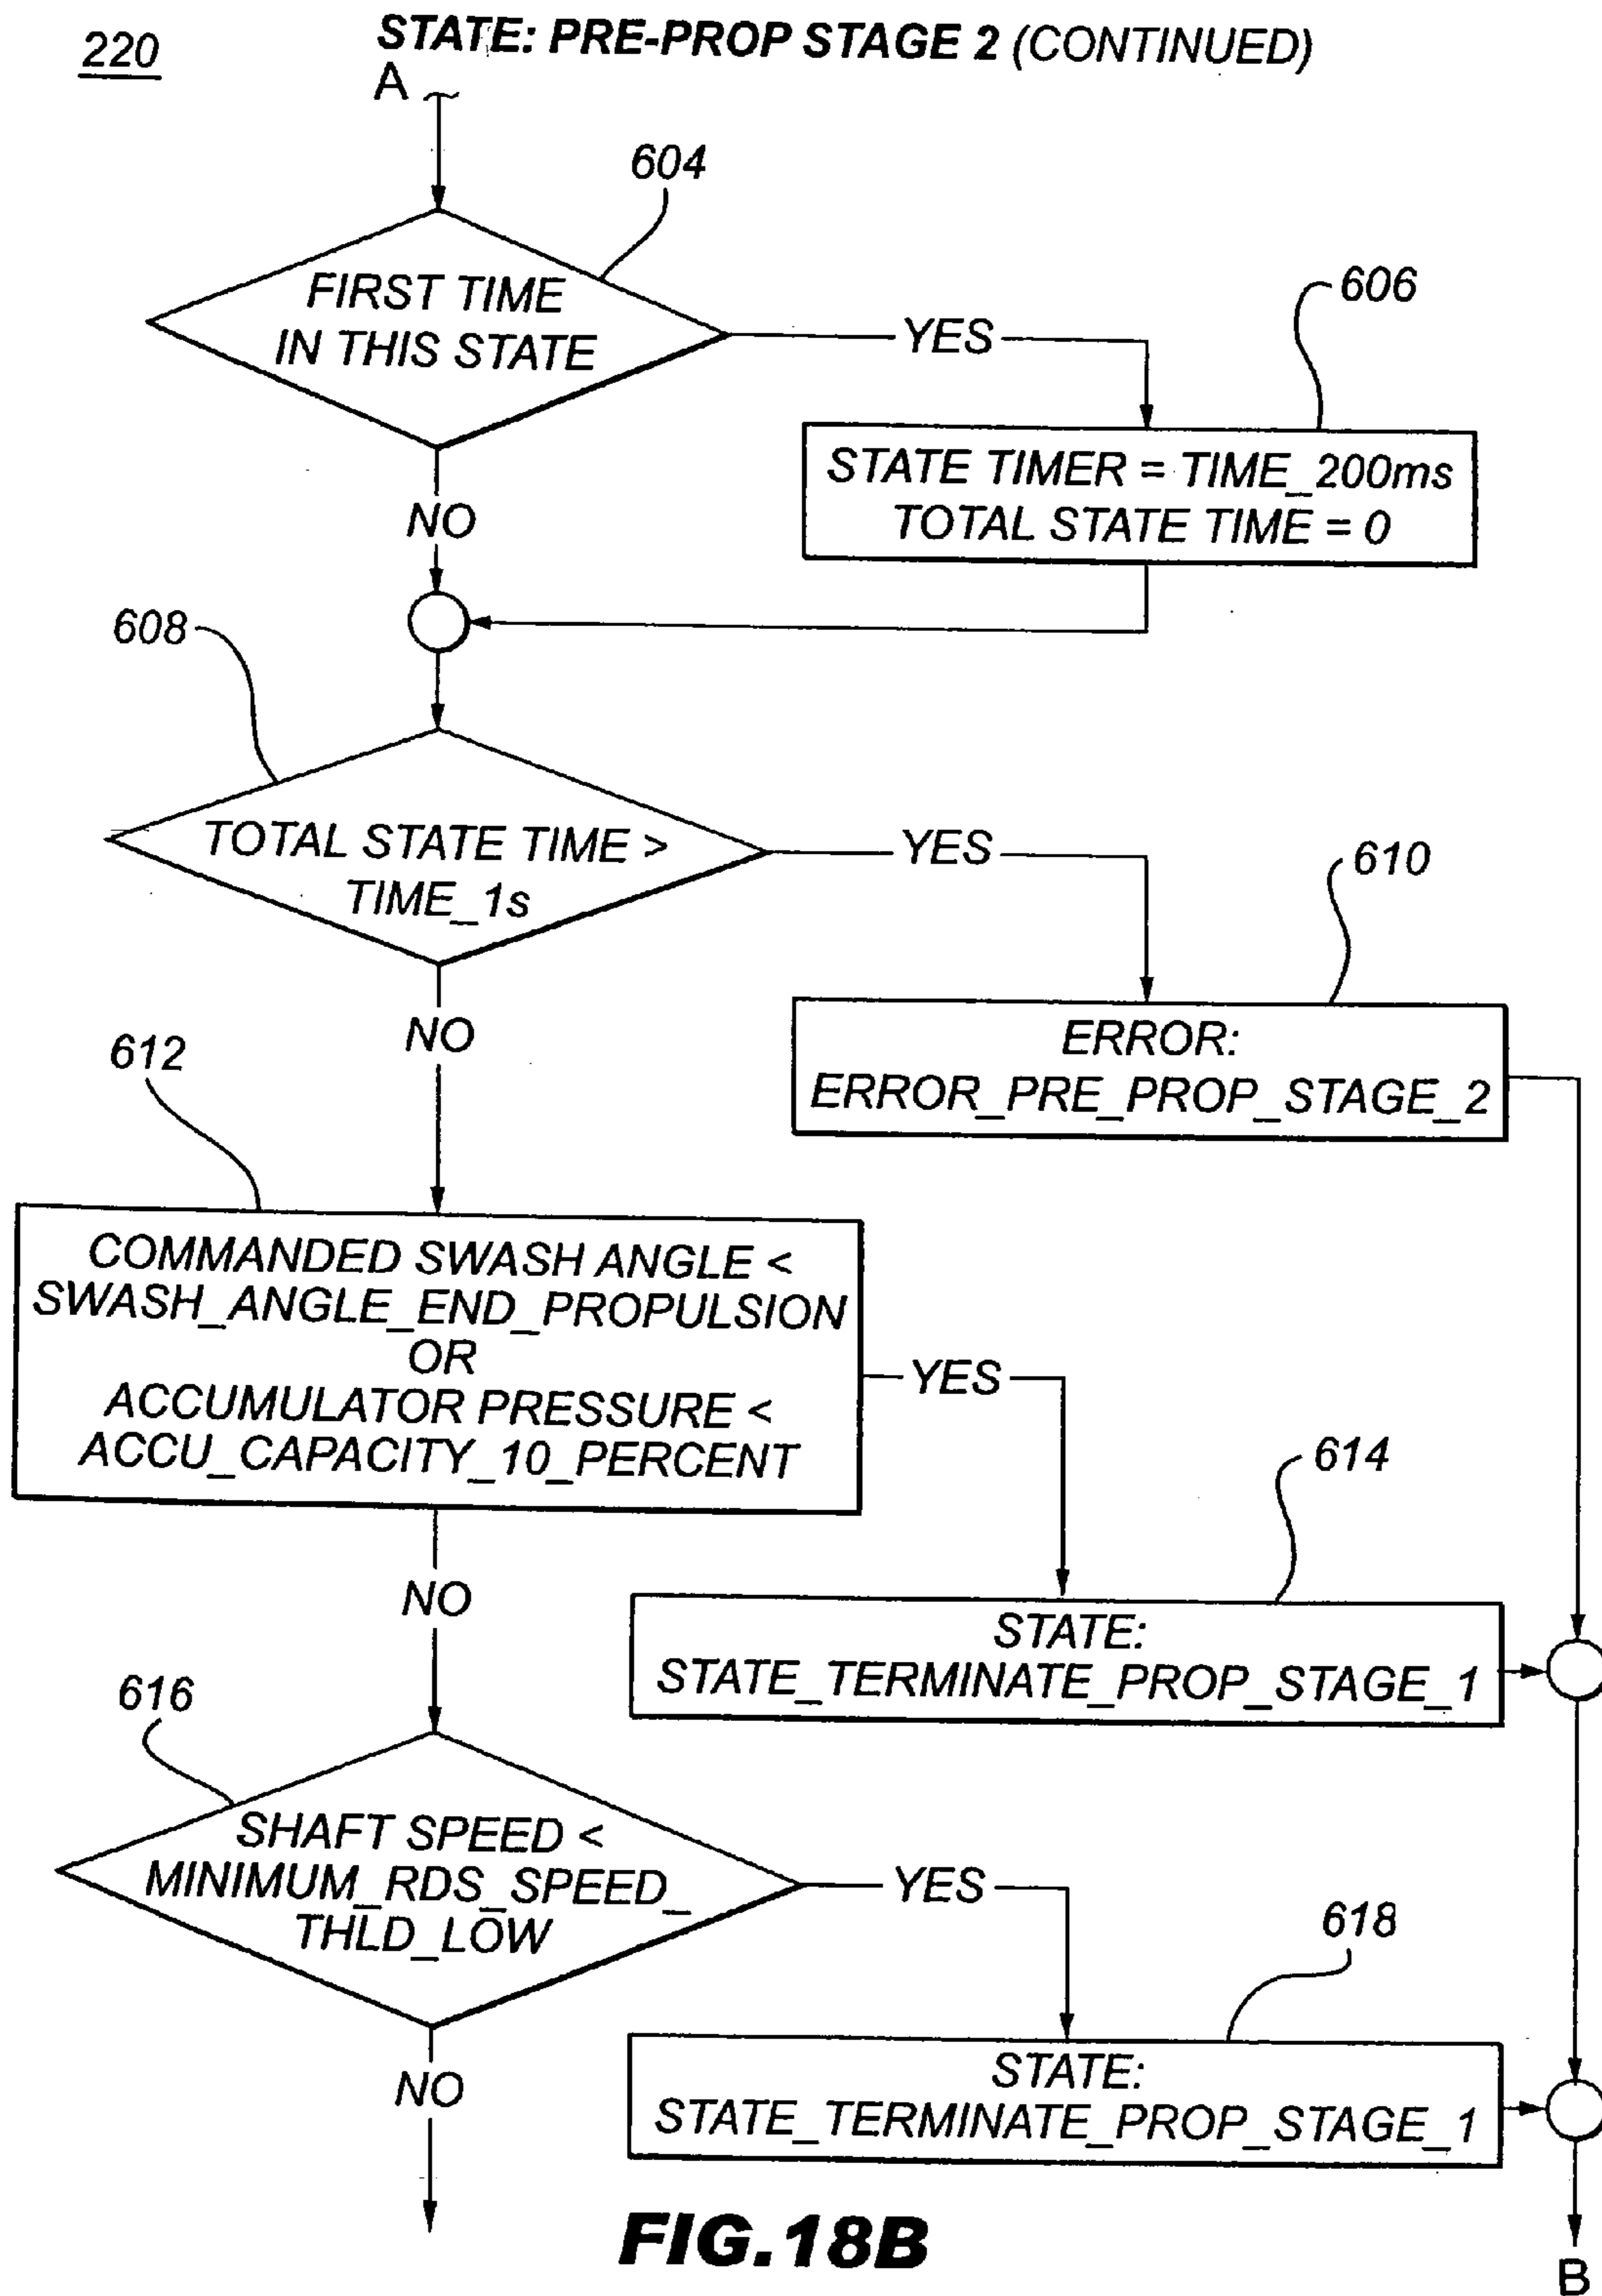 220
STATE: PRE-PROP STAGE 2 (CONTINUED)
A
604
FIRST TIME
IN THIS STATE
YES
606
STATE TIMER = TIME_200ms
TOTAL STATE TIME = 0
NO
608
TOTAL STATE TIME >
TIME_1s
YES
610
ERROR:
ERROR_PRE_PROP_STAGE_2
NO
612
COMMANDED SWASH ANGLE <
SWASH_ANGLE_END_PROPULSION
OR
ACCUMULATOR PRESSURE <
ACCU_CAPACITY_10_PERCENT
YES
614
STATE:
STATE_TERMINATE_PROP_STAGE_1
NO
616
SHAFT SPEED <
MINIMUM_RDS_SPEED_
THLD_LOW
YES
618
STATE:
STATE_TERMINATE_PROP_STAGE_1
NO
B
FIG.18B